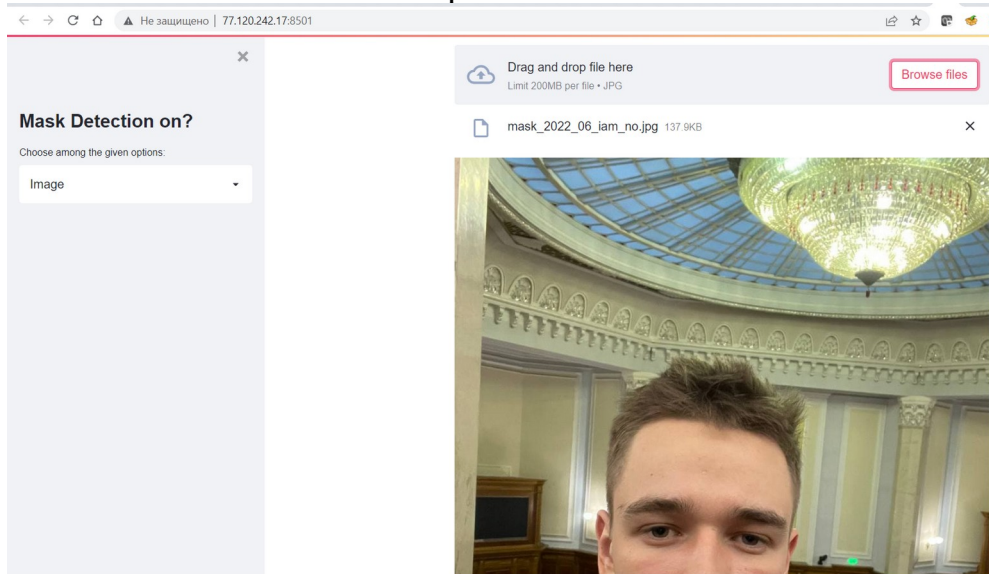 Не защищено | 77.120.242.17:8501
Drag and drop file here
Limit 200MB per file • JPG
Browse files
mask_2022_06_iam_no.jpg 137.9KB
Mask Detection on?
Choose among the given options:
Image